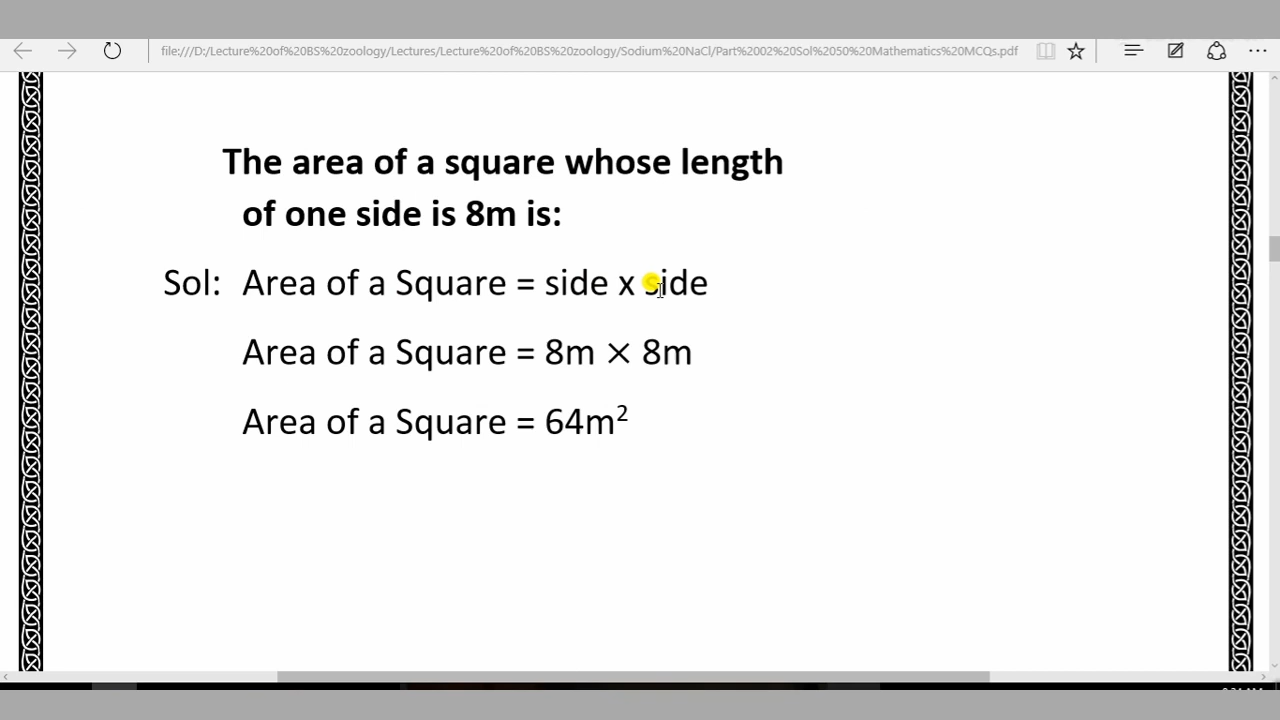 file:///D:/Lecture%20of%20BS%20zoology/Lectures/Lecture%20of%20BS%20zoology/Sodium%20NaCl/Part%2002%20Sol%2050%20Mathematics%20MCQs.pdf
The area of a square whose length
of one side is 8m is:
Sol: Area of a Square = side x side
Area of a Square = 8m × 8m
Area of a Square = 64m²